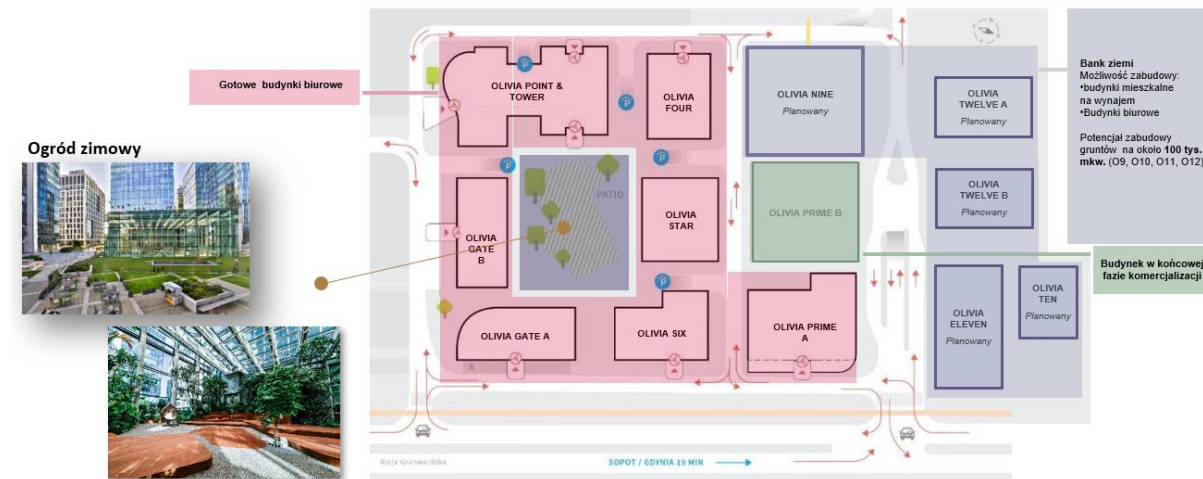 Gotowe budynki biurowe
Ogród zimowy
OLIVIA POINT &
TOWER
OLIVIA
FOUR
OLIVIA NINE
Planowany
OLIVIA
TWELVE A
Planowany
Bank ziemi
Możliwość zabudowy:
•budynki mieszkalne
na wynajem
•Budynki biurowe
Potencjał zabudowy
gruntów na około 100 tys.
mkw. (O9, O10, O11, O12)
P
P
P
P
P
PATIO
OLIVIA
GATE
B
OLIVIA
STAR
OLIVIA PRIME B
OLIVIA
TWELVE B
Planowany
Budynek w końcowej
fazie komercjalizacji
OLIVIA GATE A
A
OLIVIA SIX
OLIVIA PRIME
A
OLIVIA
ELEVEN
Planowany
OLIVIA
TEN
Planowany
Aleja Grunwaldzka
SOPOT / GDYNIA 19 MIN